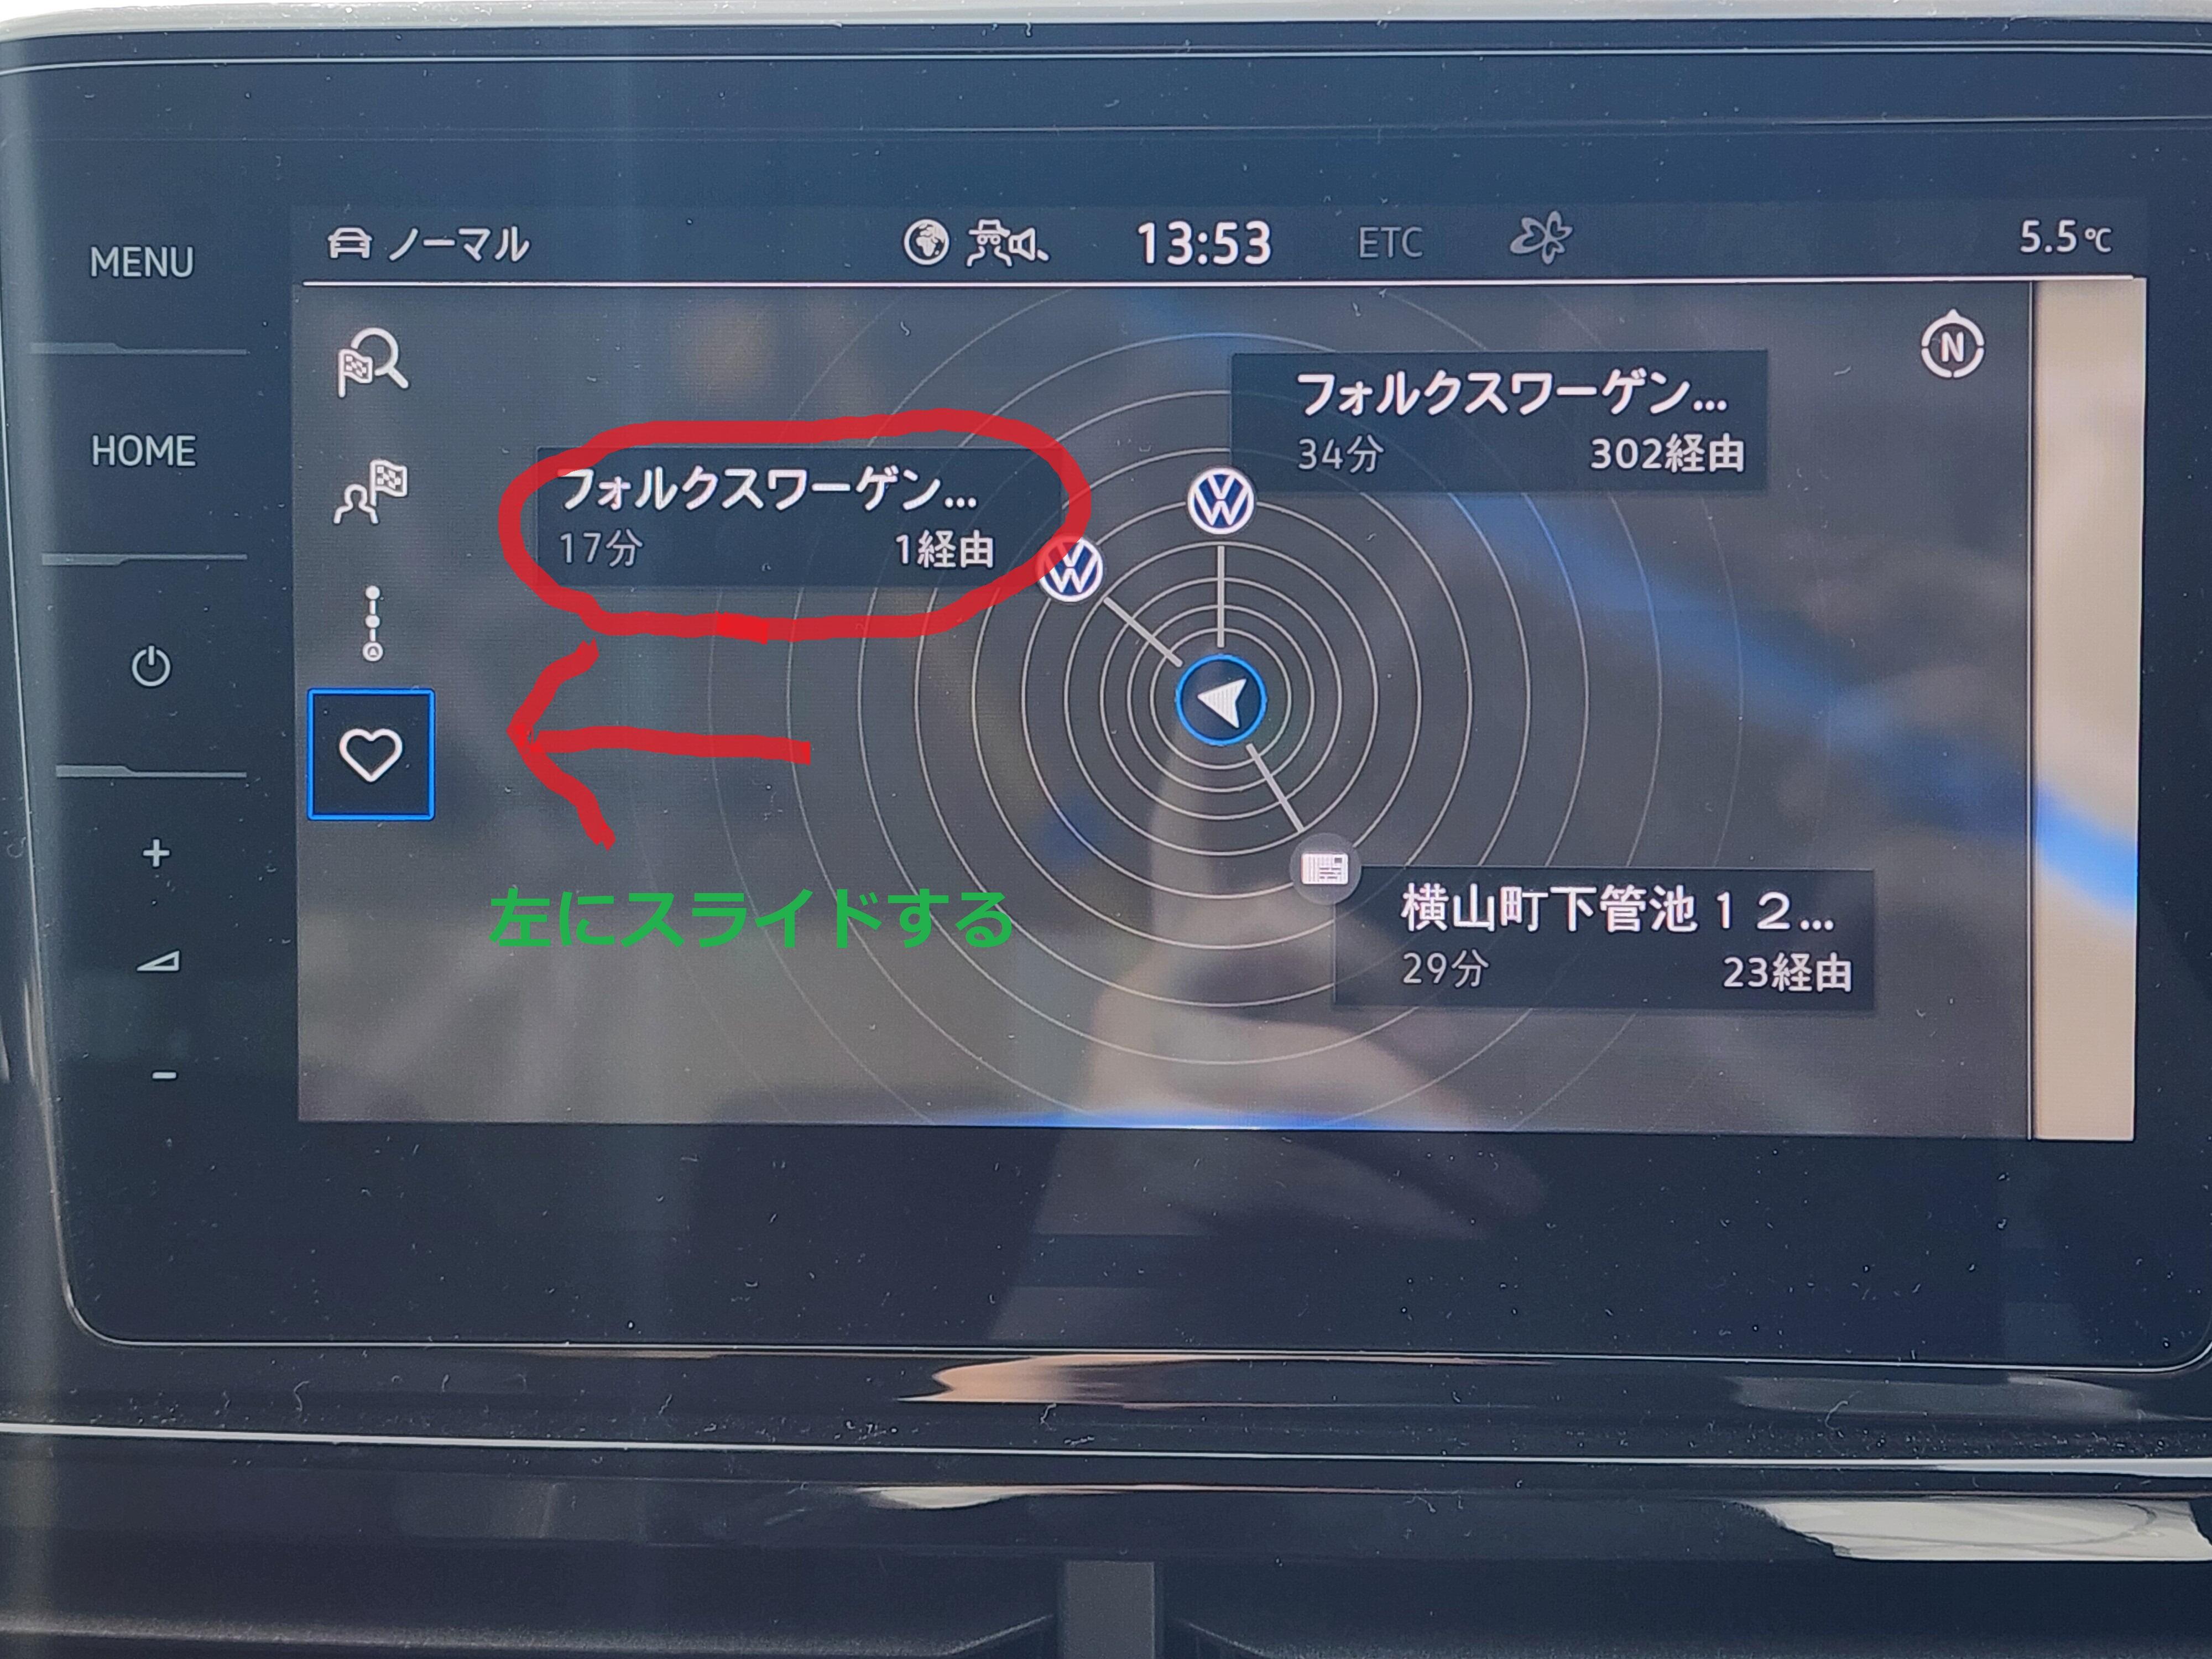 MENU
HOME
ノーマル
13:53
ETC
5.5℃
N
フォルクスワーゲン...
34分 302経由
フォルクスワーゲン...
17分 1経由
横山町下管池１２...
29分 23経由
左にスライドする